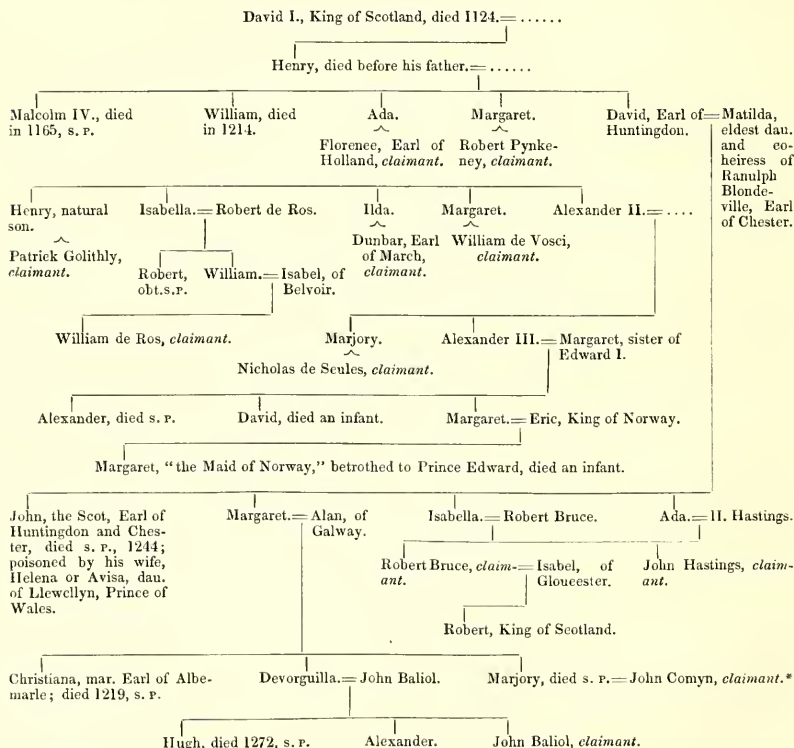 David I., King of Scotland, died 1124.=......
Henry, died before his father.=......
Malcolm IV., died in 1165, s. p.
William, died in 1214.
Ada.
Florence, Earl of Holland, claimant.
Margaret.
Robert Pynkeney, claimant.
David, Earl of Huntingdon.=Matilda, eldest dau. and co-heiress of Ranulph Blondeville, Earl of Chester.
Henry, natural son.
Patrick Golithly, claimant.
Isabella.=Robert de Ros.
Robert, obt. s. p.
William.=Isabel, of Belvoir.
Ilda.
Dunbar, Earl of March, claimant.
Margaret.
William de Vosci, claimant.
Alexander II.=....
William de Ros, claimant.
Marjory.
Nicholas de Seules, claimant.
Alexander III.=Margaret, sister of Edward I.
Alexander, died s. p.
David, died an infant.
Margaret.=Eric, King of Norway.
Margaret, "the Maid of Norway," betrothed to Prince Edward, died an infant.
John, the Scot, Earl of
Huntingdon and Ches-
ter, died s. p., 1244;
poisoned by his wife,
Helena or Avisa, dau.
of Llewellyn, Prince of
Wales.
Margaret.=Alan, of Galway.
Isabella.=Robert Bruce.
Ada.=H. Hastings.
Robert Bruce, claimant.=Isabel, of Gloucester.
John Hastings, claimant.
Robert, King of Scotland.
Christiana, mar. Earl of Albe-
marle; died 1219, s. p.
Devorguilla.=John Baliol.
Marjory, died s. p.=John Comyn, claimant.*
Hugh, died 1272, s. p.
Alexander.
John Baliol, claimant.